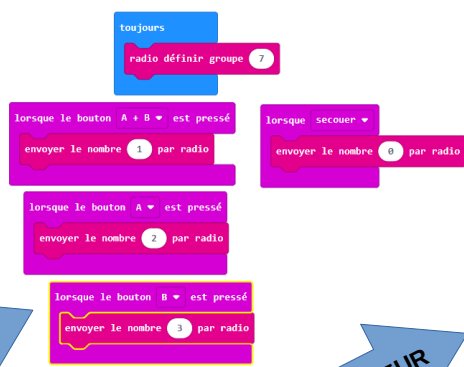 toujours
radio définir groupe 7
lorsque le bouton A + B est pressé
envoyer le nombre 1 par radio
lorsque secouer
envoyer le nombre 0 par radio
lorsque le bouton A est pressé
envoyer le nombre 2 par radio
lorsque le bouton B est pressé
envoyer le nombre 3 par radio